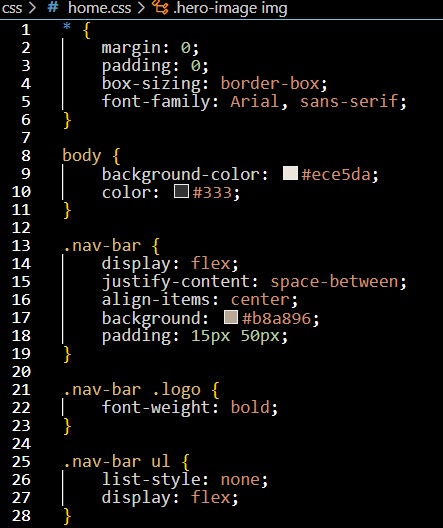 css > # home.css > .hero-image img
1 * {
2 margin: 0;
3 padding: 0;
4 box-sizing: border-box;
5 font-family: Arial, sans-serif;
6 }
7
8 body {
9 background-color: #ece5da;
10 color: #333;
11 }
12
13 .nav-bar {
14 display: flex;
15 justify-content: space-between;
16 align-items: center;
17 background: #b8a896;
18 padding: 15px 50px;
19 }
20
21 .nav-bar .logo {
22 font-weight: bold;
23 }
24
25 .nav-bar ul {
26 list-style: none;
27 display: flex;
28 }